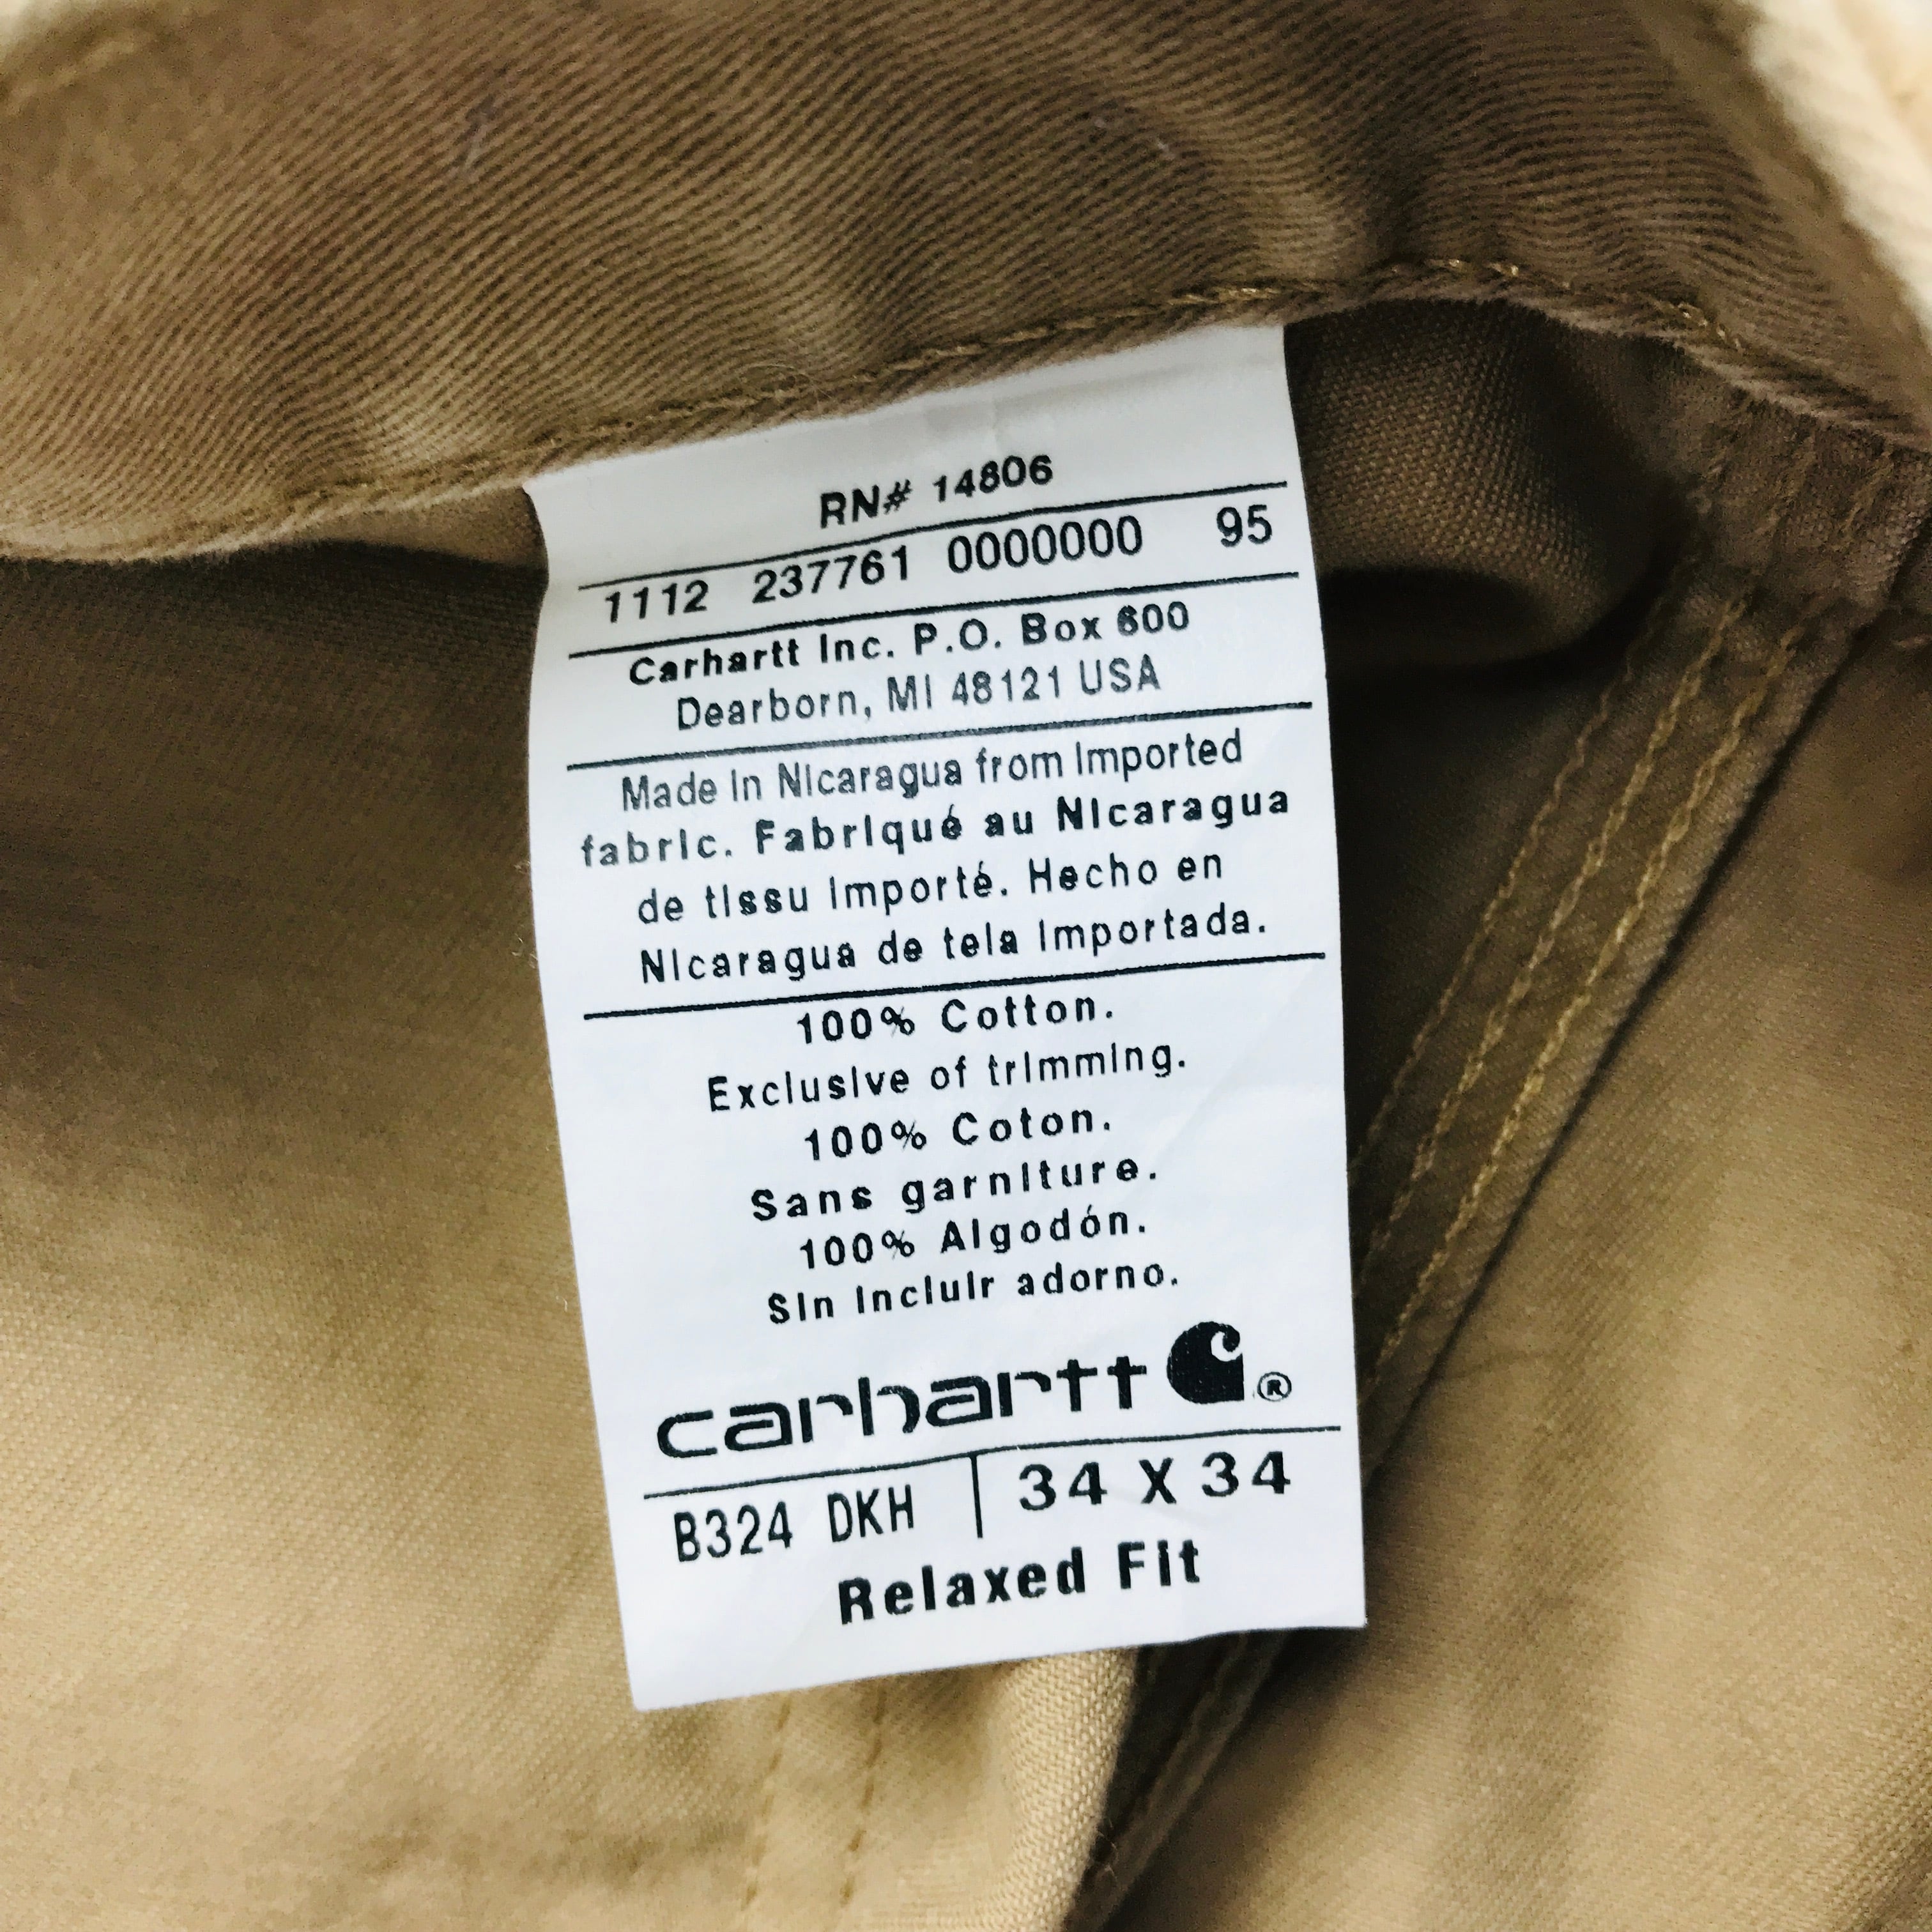 RN# 14806
1112 237761 0000000 95
Carhartt Inc. P.O. Box 600
Dearborn, MI 48121 USA
Made in Nicaragua from Imported
fabric. Fabriqué au Nicaragua
de tissu importé. Hecho en
Nicaragua de tela importada.
100% Cotton.
Exclusive of trimming.
100% Coton.
Sans garniture.
100% Algodón.
Sin incluir adorno.
carhartt ®
B324 DKH | 34 X 34
Relaxed Fit